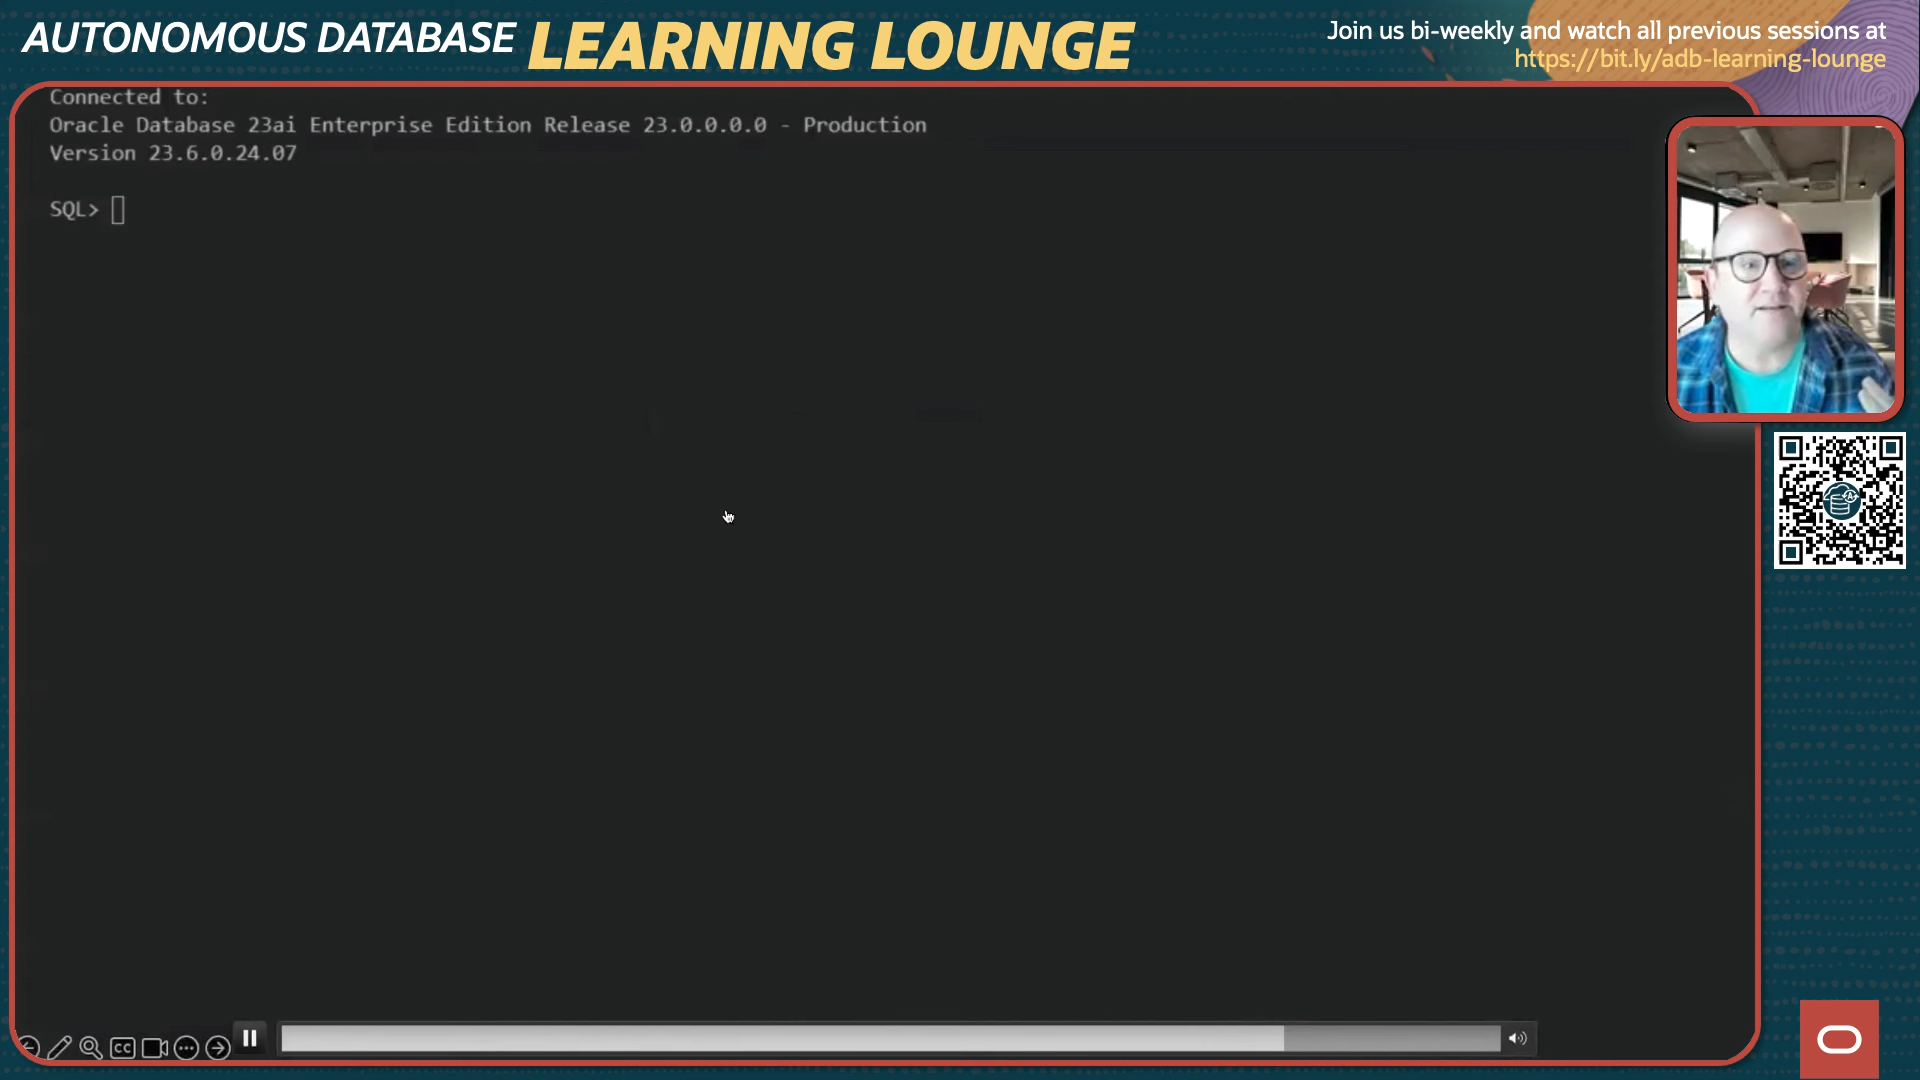 AUTONOMOUS DATABASE LEARNING LOUNGE
Join us bi-weekly and watch all previous sessions at
https://bit.ly/adb-learning-lounge
Connected to:
Oracle Database 23ai Enterprise Edition Release 23.0.0.0.0 - Production
Version 23.6.0.24.07
SQL>
CC